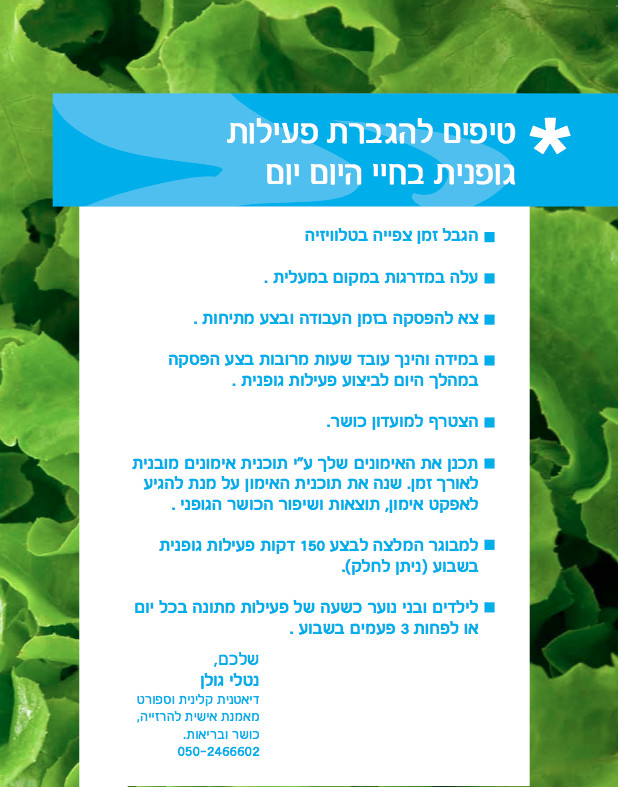 טיפים להגברת פעילות
גופנית בחיי היום יום
הגבל זמן צפייה בטלוויזיה
עלה במדרגות במקום במעלית .
צא להפסקה בזמן העבודה ובצע מתיחות .
במידה והינך עובד שעות מרובות בצע הפסקה
במהלך היום לביצוע פעילות גופנית .
הצטרף למועדון כושר.
תכנן את האימונים שלך ע"י תוכנית אימונים מובנית
לאורך זמן. שנה את תוכנית האימון על מנת להגיע
לאפקט אימון, תוצאות ושיפור הכושר הגופני .
למבוגר המלצה לבצע 150 דקות פעילות גופנית
בשבוע (ניתן לחלק).
לילדים ובני נוער כשעה של פעילות מתונה בכל יום
או לפחות 3 פעמים בשבוע .
שלכם,
נטלי גולן
דיאטנית קלינית וספורט
מאמנת אישית להרזייה,
כושר ובריאות.
050-2466602